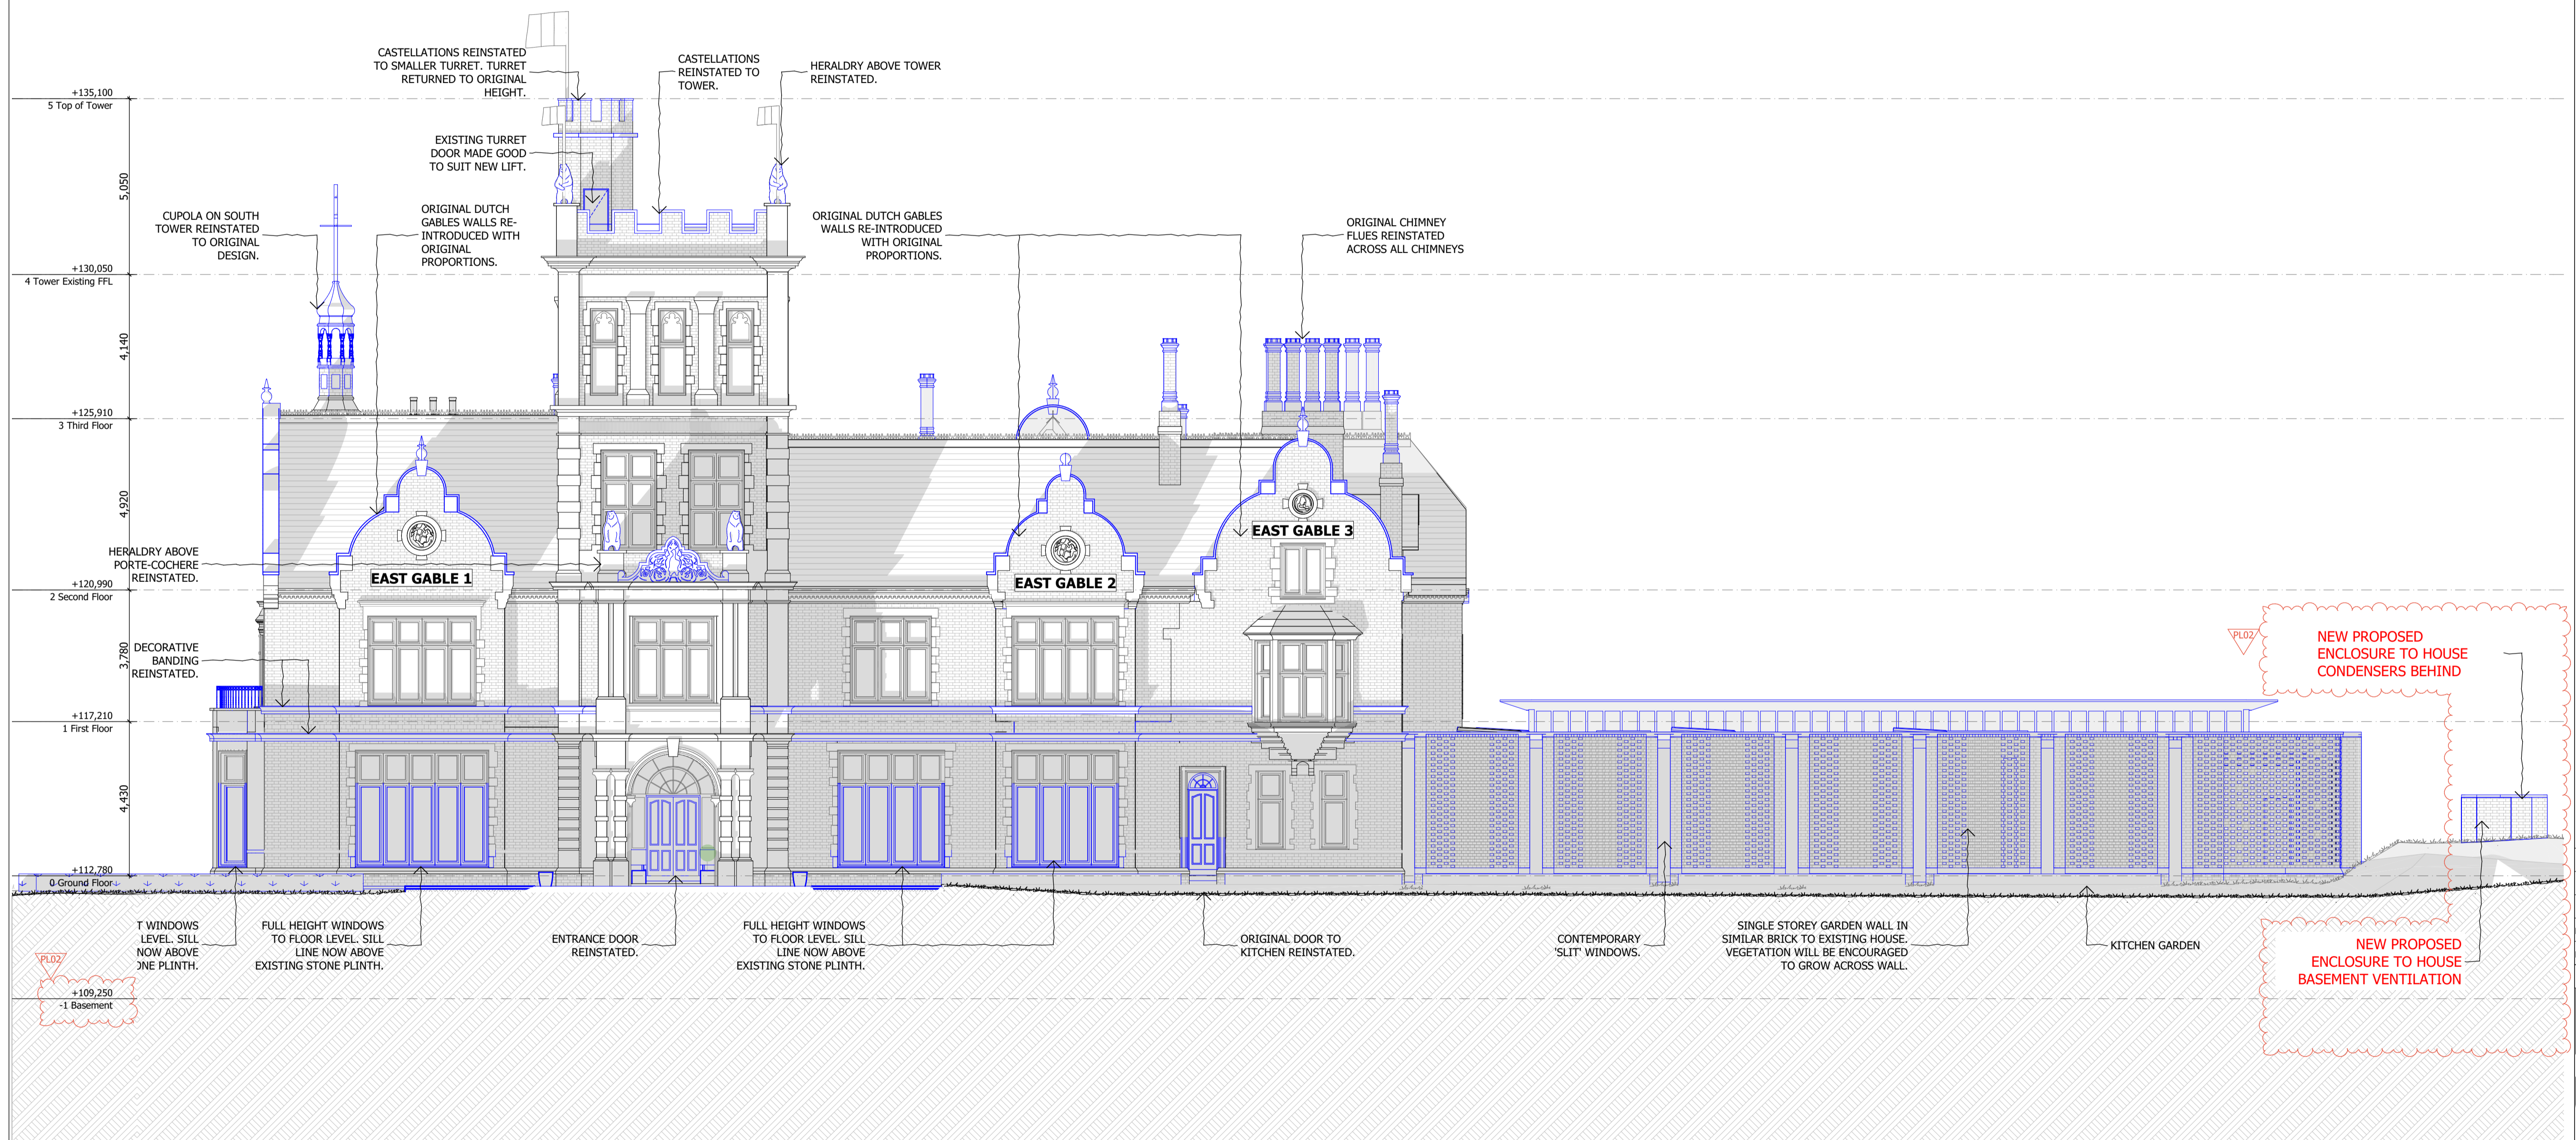 CASTELLATIONS REINSTATED
TO SMALLER TURRET. TURRET
RETURNED TO ORIGINAL
HEIGHT.
CASTELLATIONS
REINSTATED TO
TOWER.
HERALDRY ABOVE TOWER
REINSTATED.
+135,100
5 Top of Tower
EXISTING TURRET
DOOR MADE GOOD
TO SUIT NEW LIFT.
5,050
CUPOLA ON SOUTH
TOWER REINSTATED
TO ORIGINAL
DESIGN.
ORIGINAL DUTCH
GABLES WALLS RE-
INTRODUCED WITH
ORIGINAL
PROPORTIONS.
ORIGINAL DUTCH GABLES
WALLS RE-INTRODUCED
WITH ORIGINAL
PROPORTIONS.
ORIGINAL CHIMNEY
FLUES REINSTATED
ACROSS ALL CHIMNEYS
+130,050
4 Tower Existing FFL
4,140
+125,910
3 Third Floor
4,920
EAST GABLE 3
HERALDRY ABOVE
PORTE-COCHERE
REINSTATED.
EAST GABLE 1
EAST GABLE 2
+120,990
2 Second Floor
3,780
DECORATIVE
BANDING
REINSTATED.
PL02
NEW PROPOSED
ENCLOSURE TO HOUSE
CONDENSERS BEHIND
+117,210
1 First Floor
4,430
+112,780
0 Ground Floor
T WINDOWS
LEVEL. SILL
NOW ABOVE
ONE PLINTH.
FULL HEIGHT WINDOWS
TO FLOOR LEVEL. SILL
LINE NOW ABOVE
EXISTING STONE PLINTH.
ENTRANCE DOOR
REINSTATED.
FULL HEIGHT WINDOWS
TO FLOOR LEVEL. SILL
LINE NOW ABOVE
EXISTING STONE PLINTH.
ORIGINAL DOOR TO
KITCHEN REINSTATED.
CONTEMPORARY
'SLIT' WINDOWS.
SINGLE STOREY GARDEN WALL IN
SIMILAR BRICK TO EXISTING HOUSE.
VEGETATION WILL BE ENCOURAGED
TO GROW ACROSS WALL.
KITCHEN GARDEN
NEW PROPOSED
ENCLOSURE TO HOUSE
BASEMENT VENTILATION
PL02
+109,250
-1 Basement